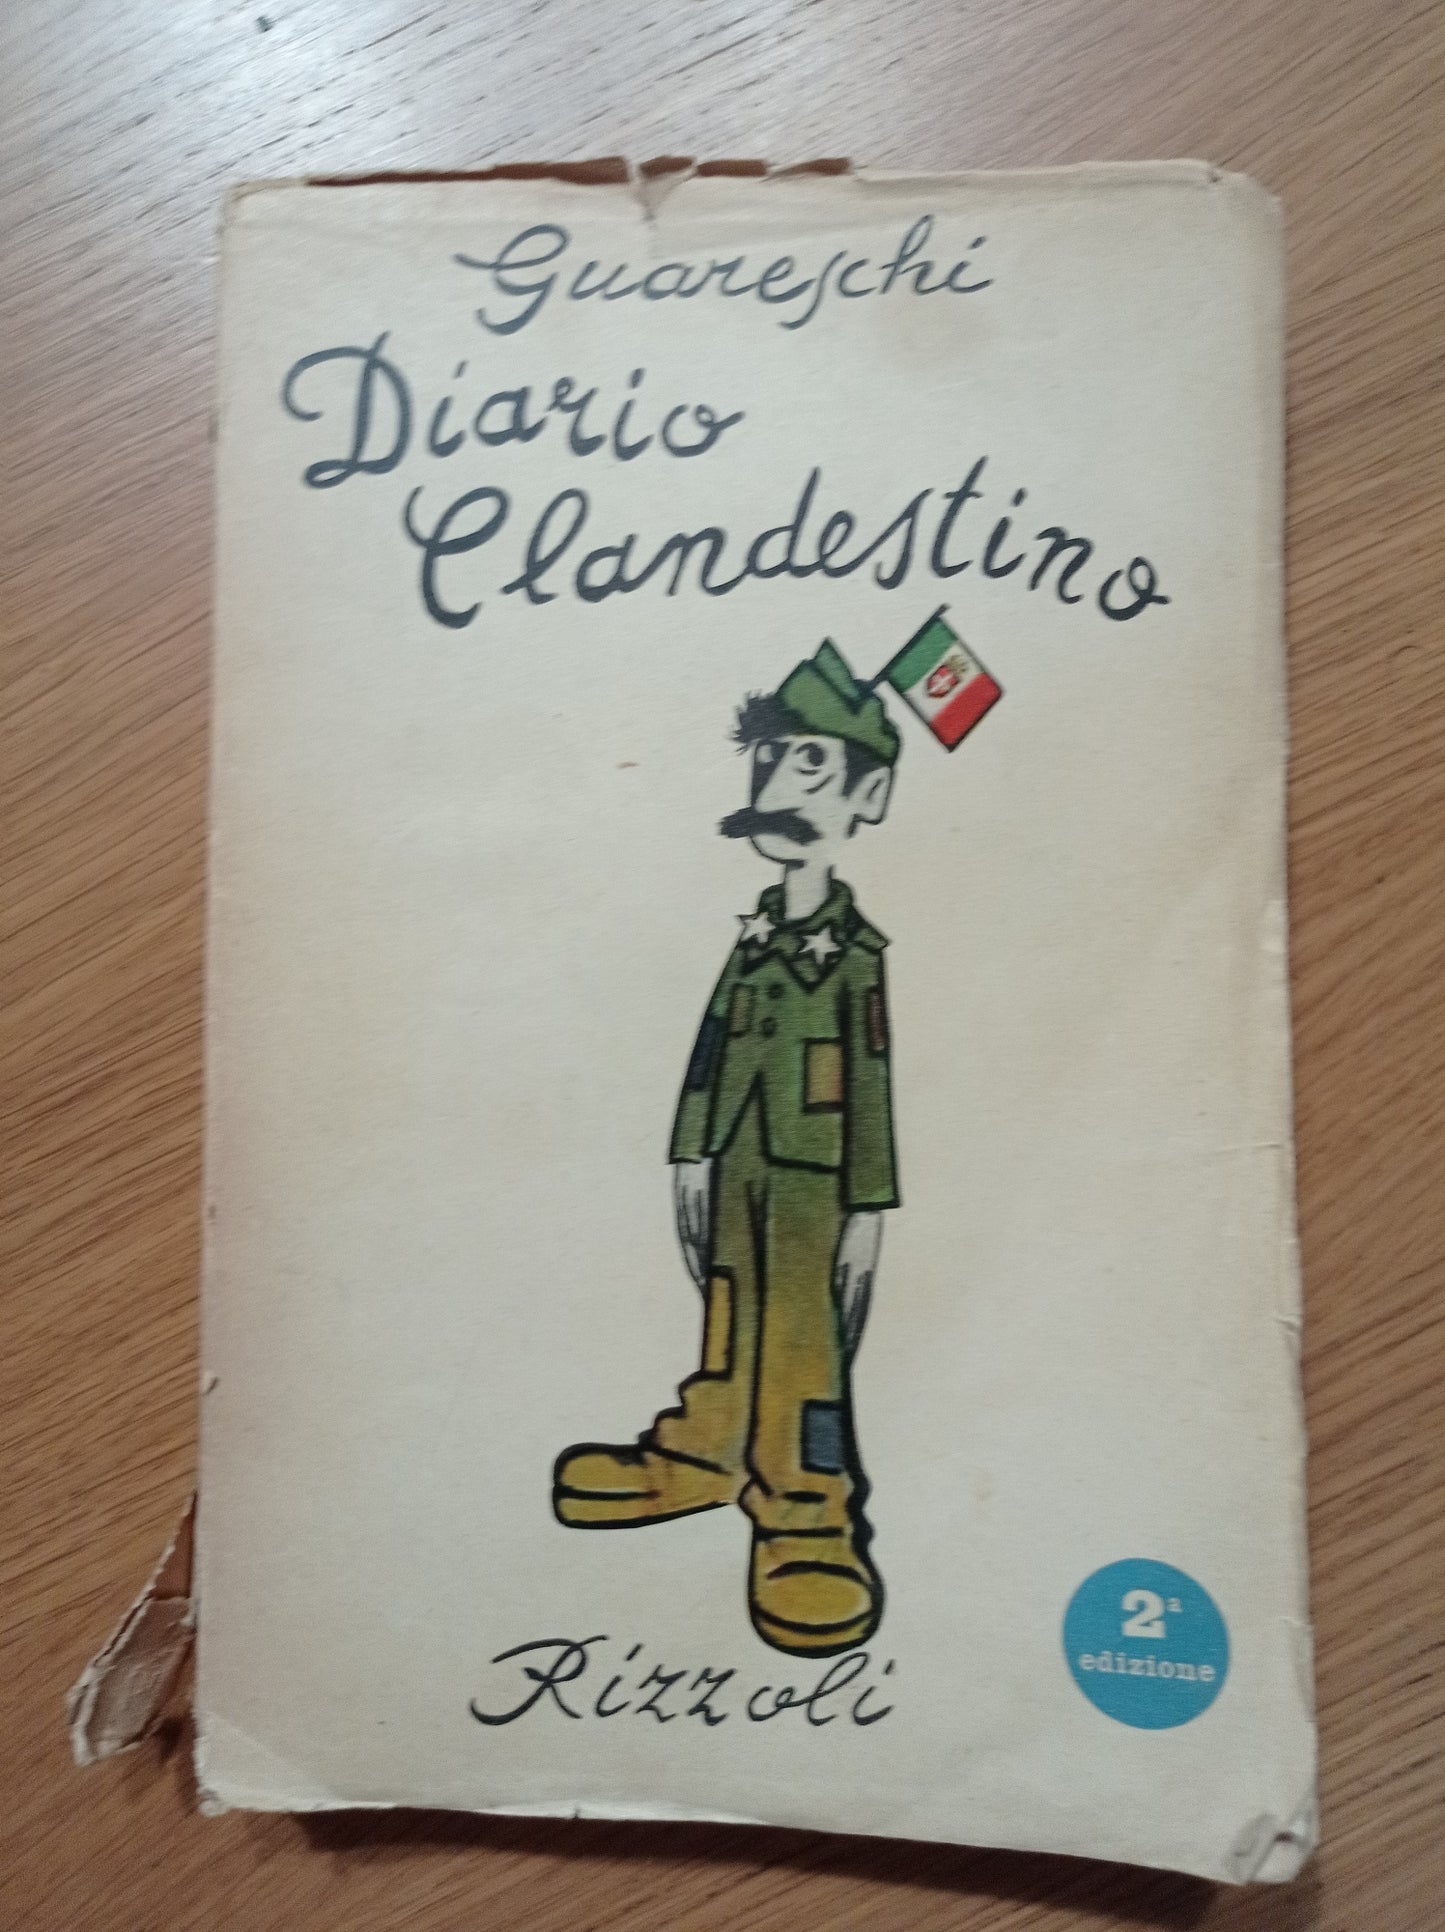 Guareschi
Diario
Clandestino
Rizzoli
2a
edizione